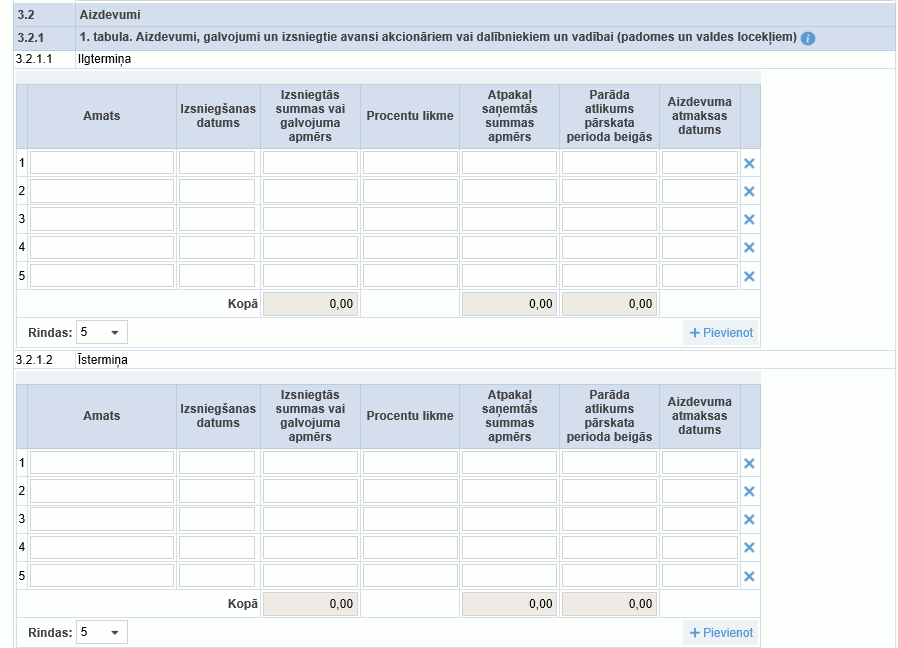 3.2 Aizdevumi
3.2.1 1. tabula. Aizdevumi, galvojumi un izsniegtie avansi akcionāriem vai dalībniekiem un vadībai (padomes un valdes locekļiem) i
3.2.1.1 Ilgtermiņa
Amats
Izsniegšanas
datums
Izsniegtās
summas vai
galvojuma
apmērs
Procentu likme
Atpakaļ
saņemtās
summas
apmērs
Parāda
atlikums
pārskata
perioda beigās
Aizdevuma
atmaksas
datums
1
2
3
4
5
Kopā 0,00 0,00 0,00
Rindas: 5 + Pievienot
3.2.1.2 Īstermiņa
Amats
Izsniegšanas
datums
Izsniegtās
summas vai
galvojuma
apmērs
Procentu likme
Atpakaļ
saņemtās
summas
apmērs
Parāda
atlikums
pārskata
perioda beigās
Aizdevuma
atmaksas
datums
1
2
3
4
5
Kopā 0,00 0,00 0,00
Rindas: 5 + Pievienot